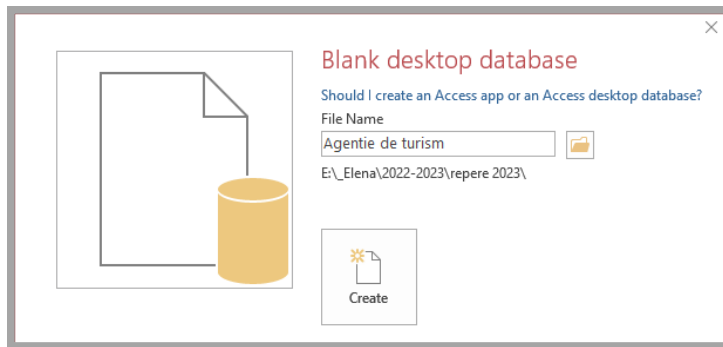 Blank desktop database
Should I create an Access app or an Access desktop database?
File Name
Agentie de turism
E:\_Elena\2022-2023\repere 2023\
Create